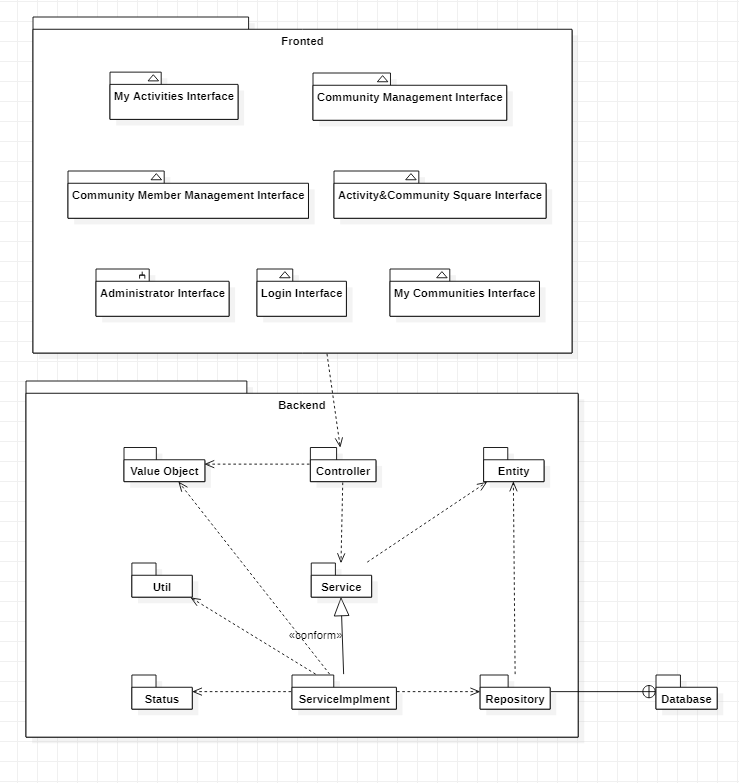 Fronted
My Activities Interface
Community Management Interface
Community Member Management Interface
Activity&Community Square Interface
Administrator Interface
Login Interface
My Communities Interface
Backend
Value Object
Controller
Entity
Util
Service
«conform»
Status
ServiceImplment
Repository
Database